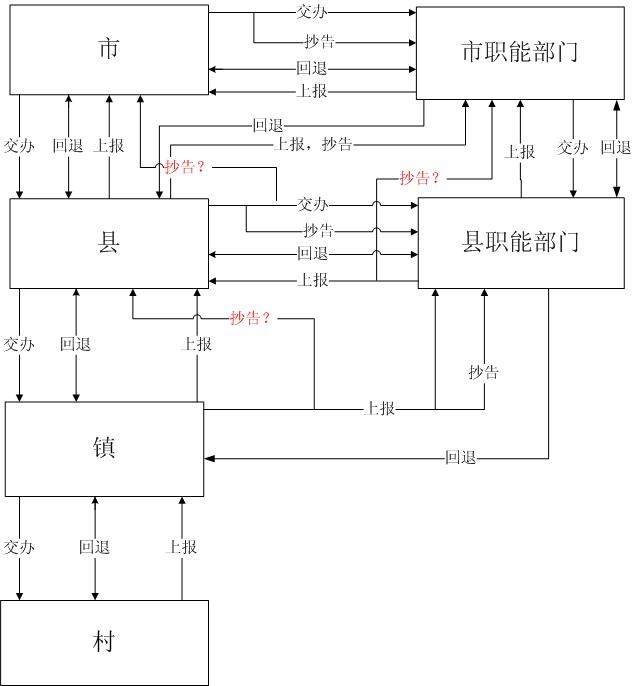 交办
市
市职能部门
抄告
回退
上报
回退
交办
回退
上报
上报，抄告
上报
交办
回退
抄告？
抄告？
交办
抄告
县
县职能部门
回退
上报
抄告？
交办
回退
上报
抄告
上报
镇
回退
交办
回退
上报
村